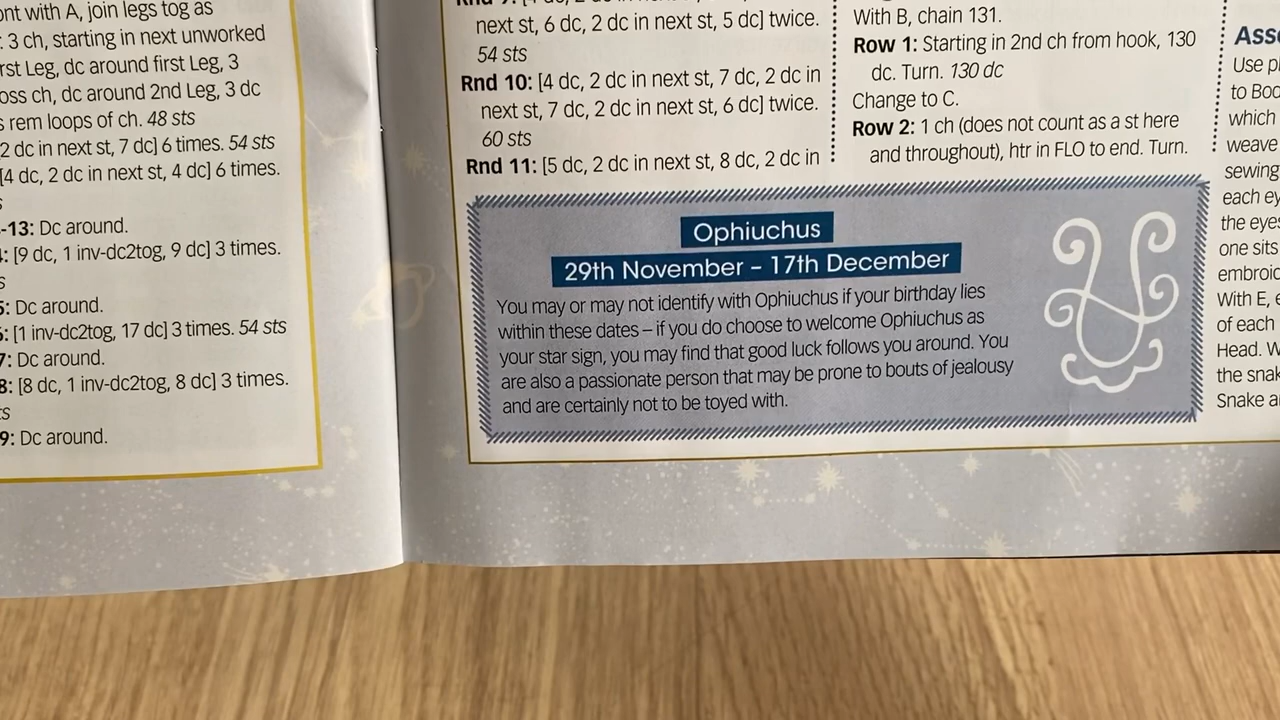 ont with A, join legs tog as
3 ch, starting in next unworked
rst Leg, dc around first Leg, 3
oss ch, dc around 2nd Leg, 3 dc
rem loops of ch. 48 sts
2 dc in next st, 7 dc] 6 times. 54 sts
[4 dc, 2 dc in next st, 4 dc] 6 times.
s
-13: Dc around.
: [9 dc, 1 inv-dc2tog, 9 dc] 3 times.
s
5: Dc around.
6: [1 inv-dc2tog, 17 dc] 3 times. 54 sts
7: Dc around.
8: [8 dc, 1 inv-dc2tog, 8 dc] 3 times.
ts
9: Dc around.
next st, 6 dc, 2 dc in next st, 5 dc] twice.
54 sts
Rnd 10: [4 dc, 2 dc in next st, 7 dc, 2 dc in
next st, 7 dc, 2 dc in next st, 6 dc] twice.
60 sts
Rnd 11: [5 dc, 2 dc in next st, 8 dc, 2 dc in
With B, chain 131.
Row 1: Starting in 2nd ch from hook, 130
dc. Turn. 130 dc
Change to C.
Row 2: 1 ch (does not count as a st here
and throughout), htr in FLO to end. Turn.
Ophiuchus
29th November – 17th December
You may or may not identify with Ophiuchus if your birthday lies
within these dates – if you do choose to welcome Ophiuchus as
your star sign, you may find that good luck follows you around. You
are also a passionate person that may be prone to bouts of jealousy
and are certainly not to be toyed with.
Asse
Use p
to Boo
which
weave
sewing
each ey
the eyes
one sits
embroid
With E, e
of each
Head. W
the snak
Snake a